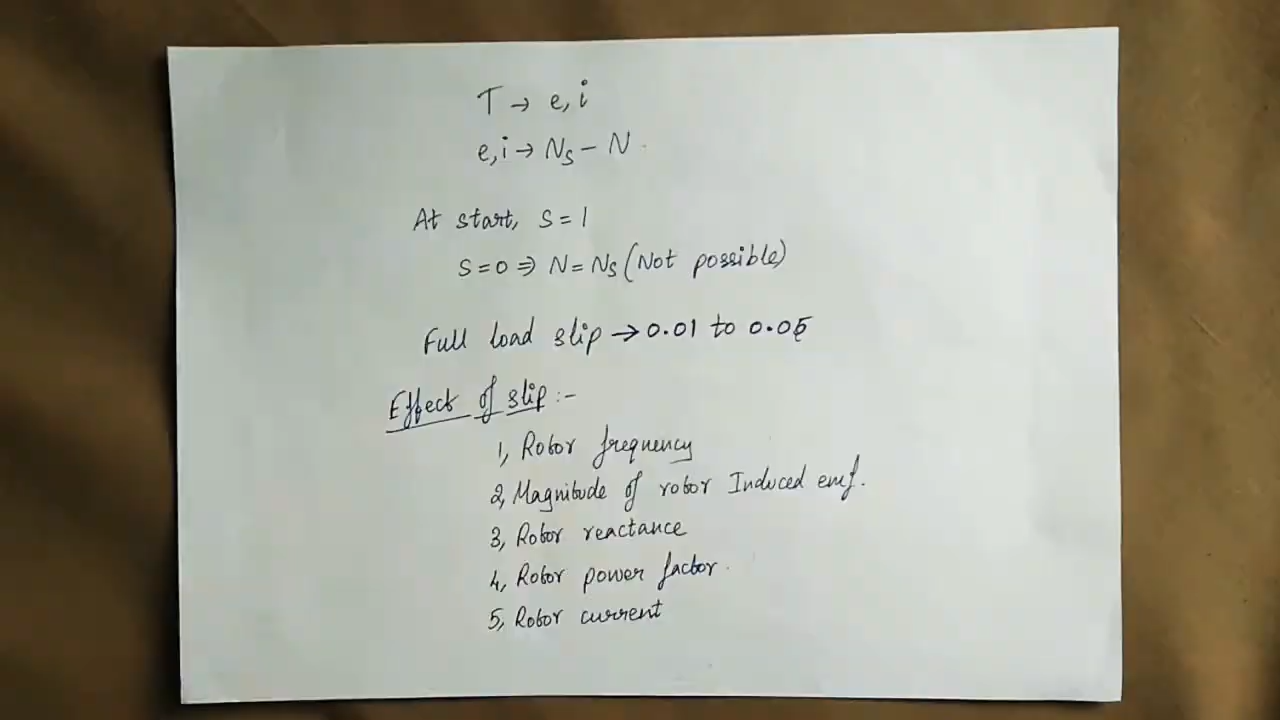 T → e, i
e, i → Ns - N
At start, S = 1
S = 0 ⇒ N = Ns (Not possible)
Full load slip → 0.01 to 0.05
Effect of slip :-
1, Rotor frequency
2, Magnitude of rotor Induced emf.
3, Rotor reactance
4, Rotor power factor.
5, Rotor current